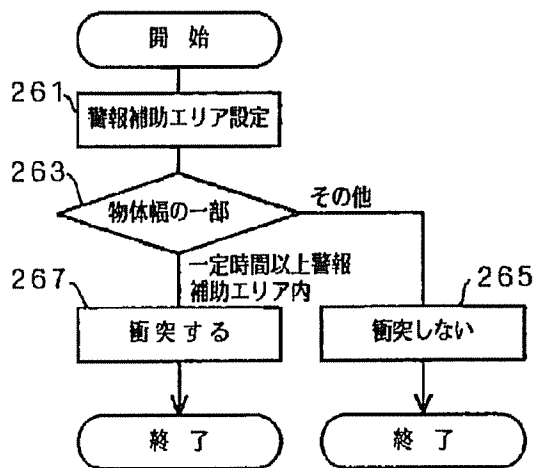 開始
261
警報補助エリア設定
263
物体幅の一部
その他
一定時間以上警報
補助エリア内
267
衝突する
265
衝突しない
終了
終了